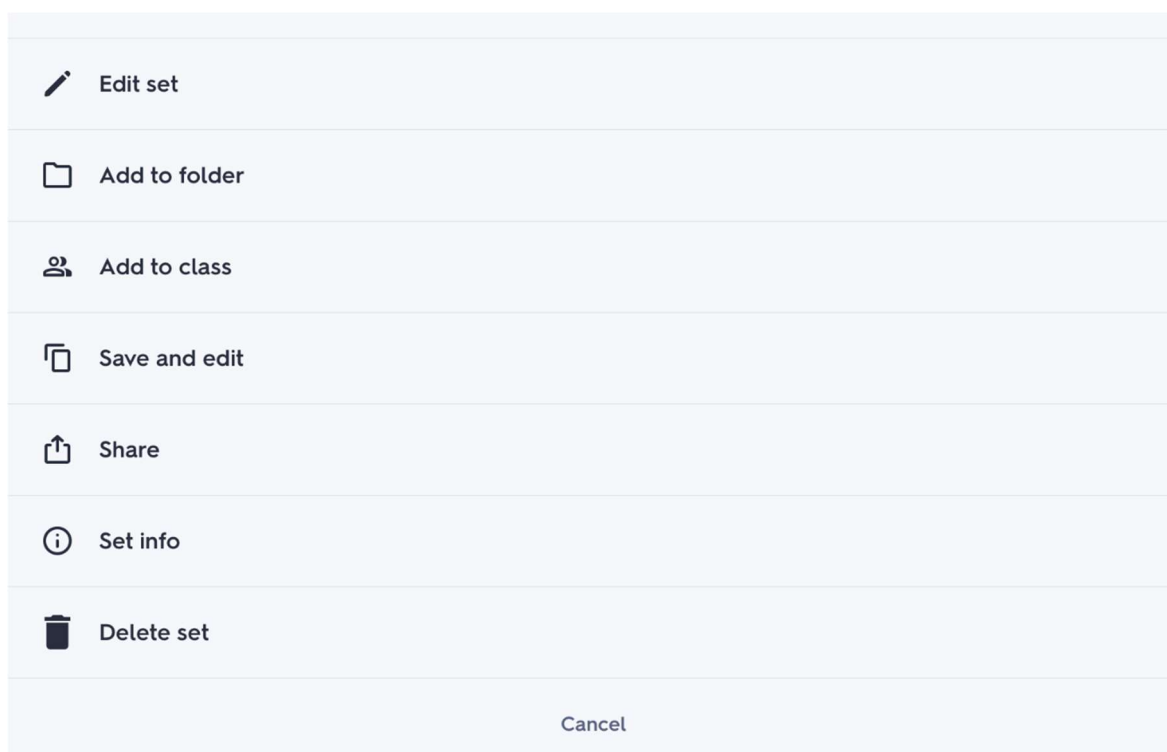 Edit set
Add to folder
Add to class
Save and edit
Share
Set info
Delete set
Cancel